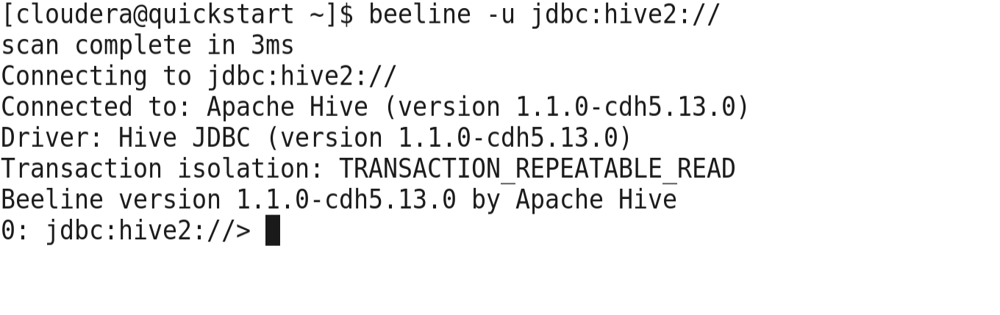 [cloudera@quickstart ~]$ beeline -u jdbc:hive2://
scan complete in 3ms
Connecting to jdbc:hive2://
Connected to: Apache Hive (version 1.1.0-cdh5.13.0)
Driver: Hive JDBC (version 1.1.0-cdh5.13.0)
Transaction isolation: TRANSACTION_REPEATABLE_READ
Beeline version 1.1.0-cdh5.13.0 by Apache Hive
0: jdbc:hive2://>